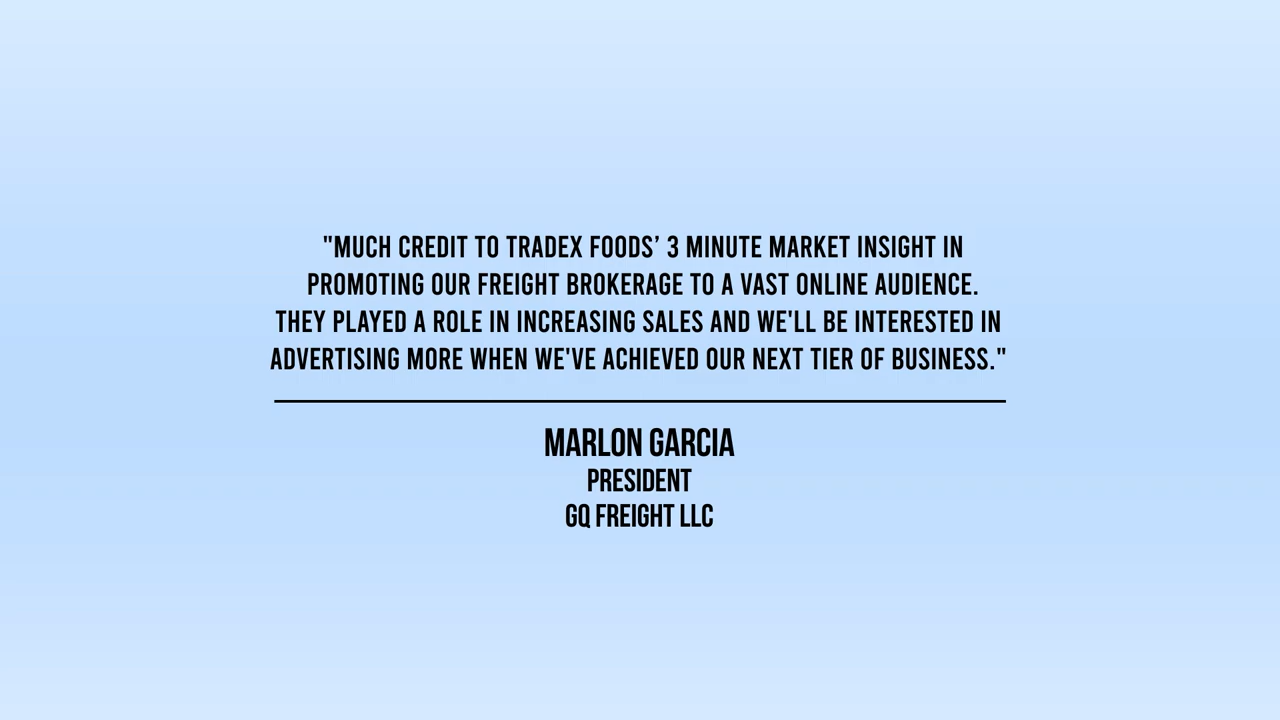 "MUCH CREDIT TO TRADEX FOODS’ 3 MINUTE MARKET INSIGHT IN
PROMOTING OUR FREIGHT BROKERAGE TO A VAST ONLINE AUDIENCE.
THEY PLAYED A ROLE IN INCREASING SALES AND WE'LL BE INTERESTED IN
ADVERTISING MORE WHEN WE'VE ACHIEVED OUR NEXT TIER OF BUSINESS."
MARLON GARCIA
PRESIDENT
GQ FREIGHT LLC